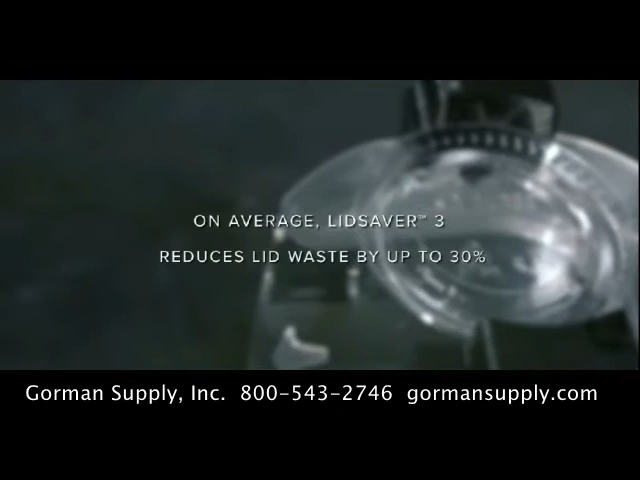 ON AVERAGE, LIDSAVER™ 3
REDUCES LID WASTE BY UP TO 30%
Gorman Supply, Inc. 800-543-2746 gormansupply.com